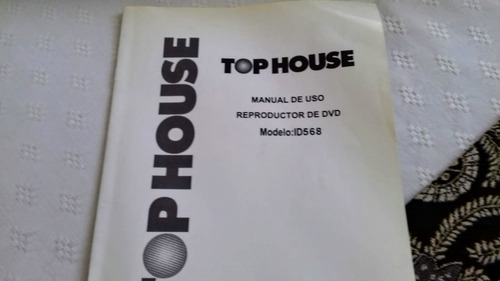 TOP HOUSE
TOP HOUSE
MANUAL DE USO
REPRODUCTOR DE DVD
Modelo:ID568